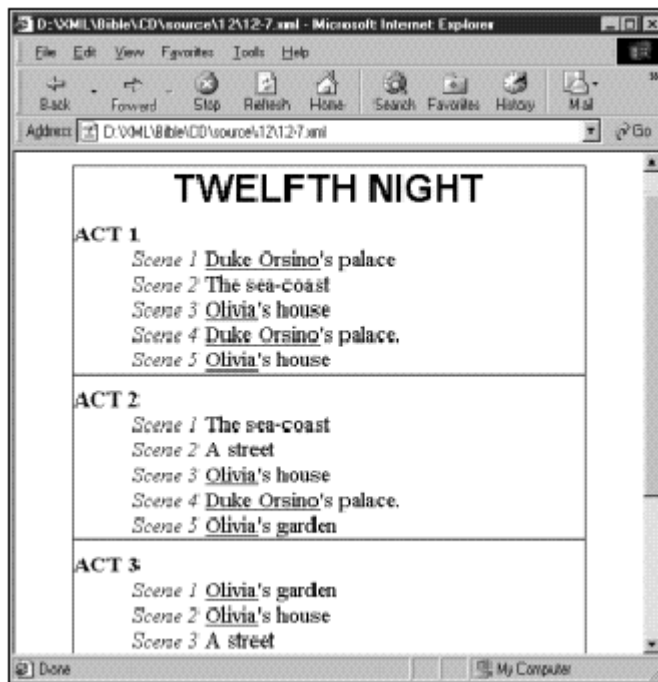 D:\XML\Bible\CD\source\12\12-7.xml - Microsoft Internet Explorer
File Edit View Favorites Tools Help
Back Forward Stop Refresh Home Search Favorites History Mail
Address D:\XML\Bible\CD\source\12\12-7.xml Go
TWELFTH NIGHT
ACT 1
Scene 1 Duke Orsino's palace
Scene 2 The sea-coast
Scene 3 Olivia's house
Scene 4 Duke Orsino's palace.
Scene 5 Olivia's house
ACT 2
Scene 1 The sea-coast
Scene 2 A street
Scene 3 Olivia's house
Scene 4 Duke Orsino's palace.
Scene 5 Olivia's garden
ACT 3
Scene 1 Olivia's garden
Scene 2 Olivia's house
Scene 3 A street
Done My Computer